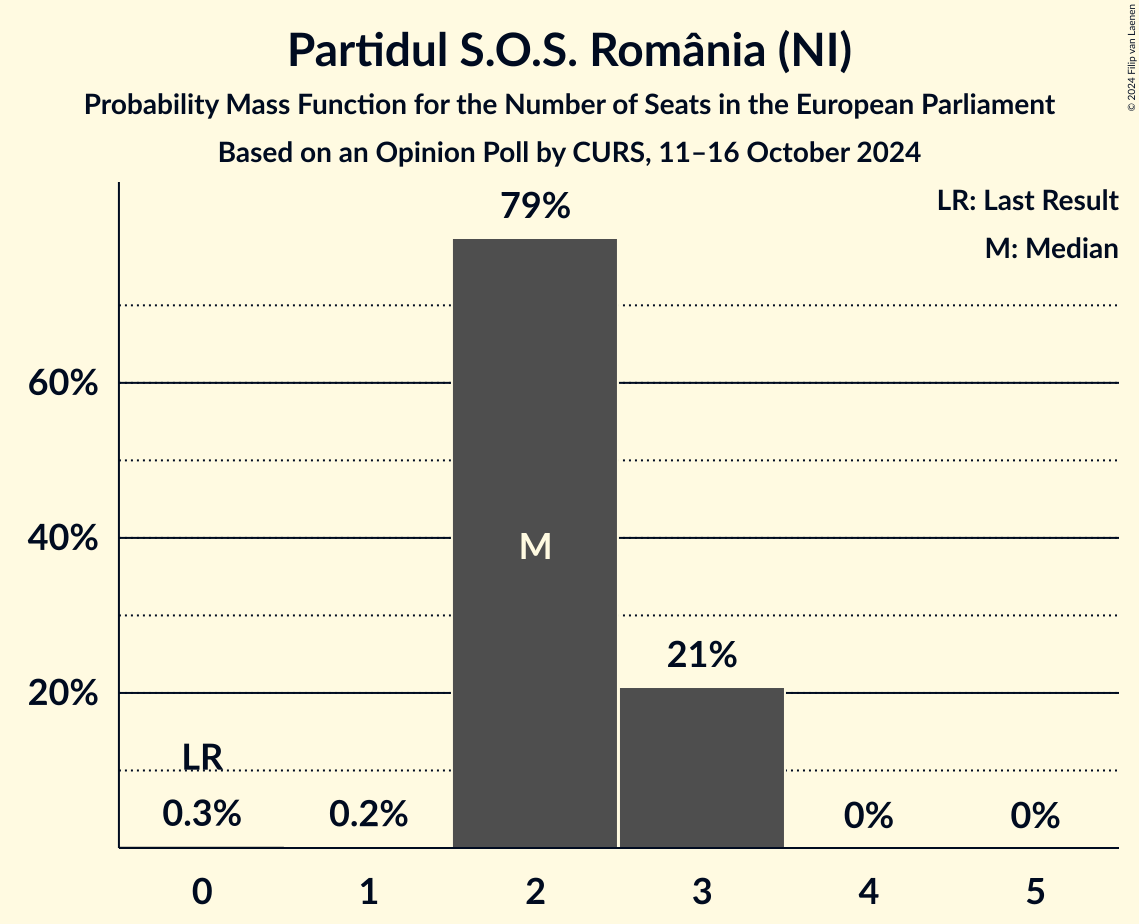 Partidul S.O.S. România (NI)
Probability Mass Function for the Number of Seats in the European Parliament
Based on an Opinion Poll by CURS, 11–16 October 2024
© 2024 Filip van Laenen
LR: Last Result
M: Median
79%
60%
40%
M
21%
20%
LR
0.3%
0.2%
0%
0%
0
1
2
3
4
5